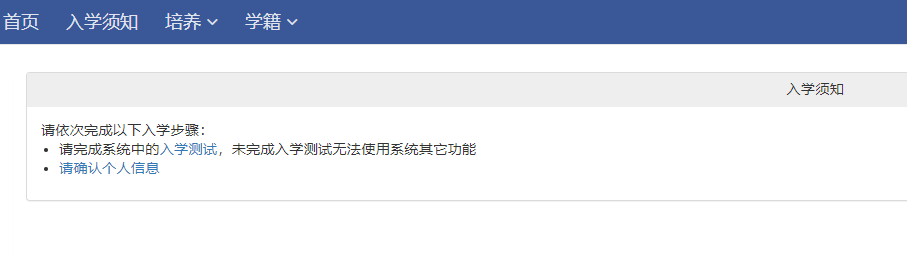 首页 入学须知 培养 学籍
入学须知
请依次完成以下入学步骤：
请完成系统中的入学测试，未完成入学测试无法使用系统其它功能
请确认个人信息